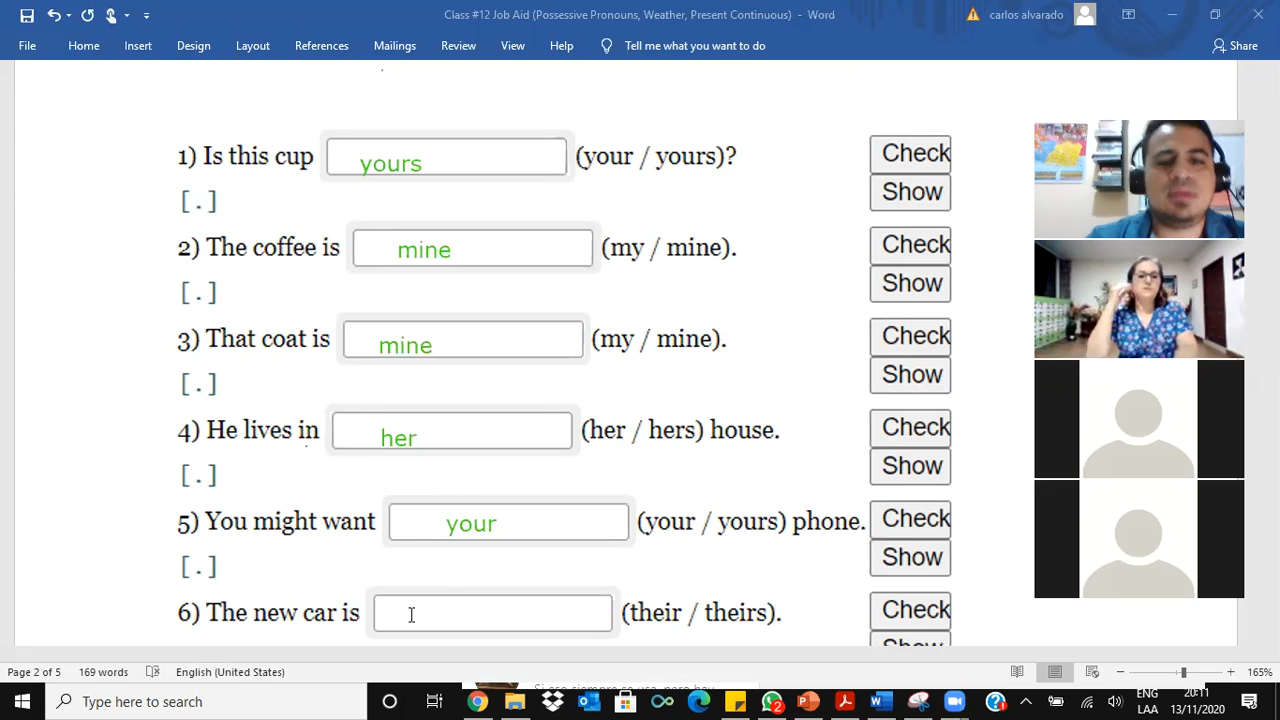 Class #12 Job Aid (Possessive Pronouns, Weather, Present Continuous) - Word
carlos alvarado
File Home Insert Design Layout References Mailings Review View Help Tell me what you want to do Share
1) Is this cup yours (your / yours)? Check
[ . ] Show
2) The coffee is mine (my / mine). Check
[ . ] Show
3) That coat is mine (my / mine). Check
[ . ] Show
4) He lives in her (her / hers) house. Check
[ . ] Show
5) You might want your (your / yours) phone. Check
[ . ] Show
6) The new car is (their / theirs). Check
Show
Page 2 of 5 169 words English (United States) 165%
Type here to search
2
ENG 20:11
LAA 13/11/2020